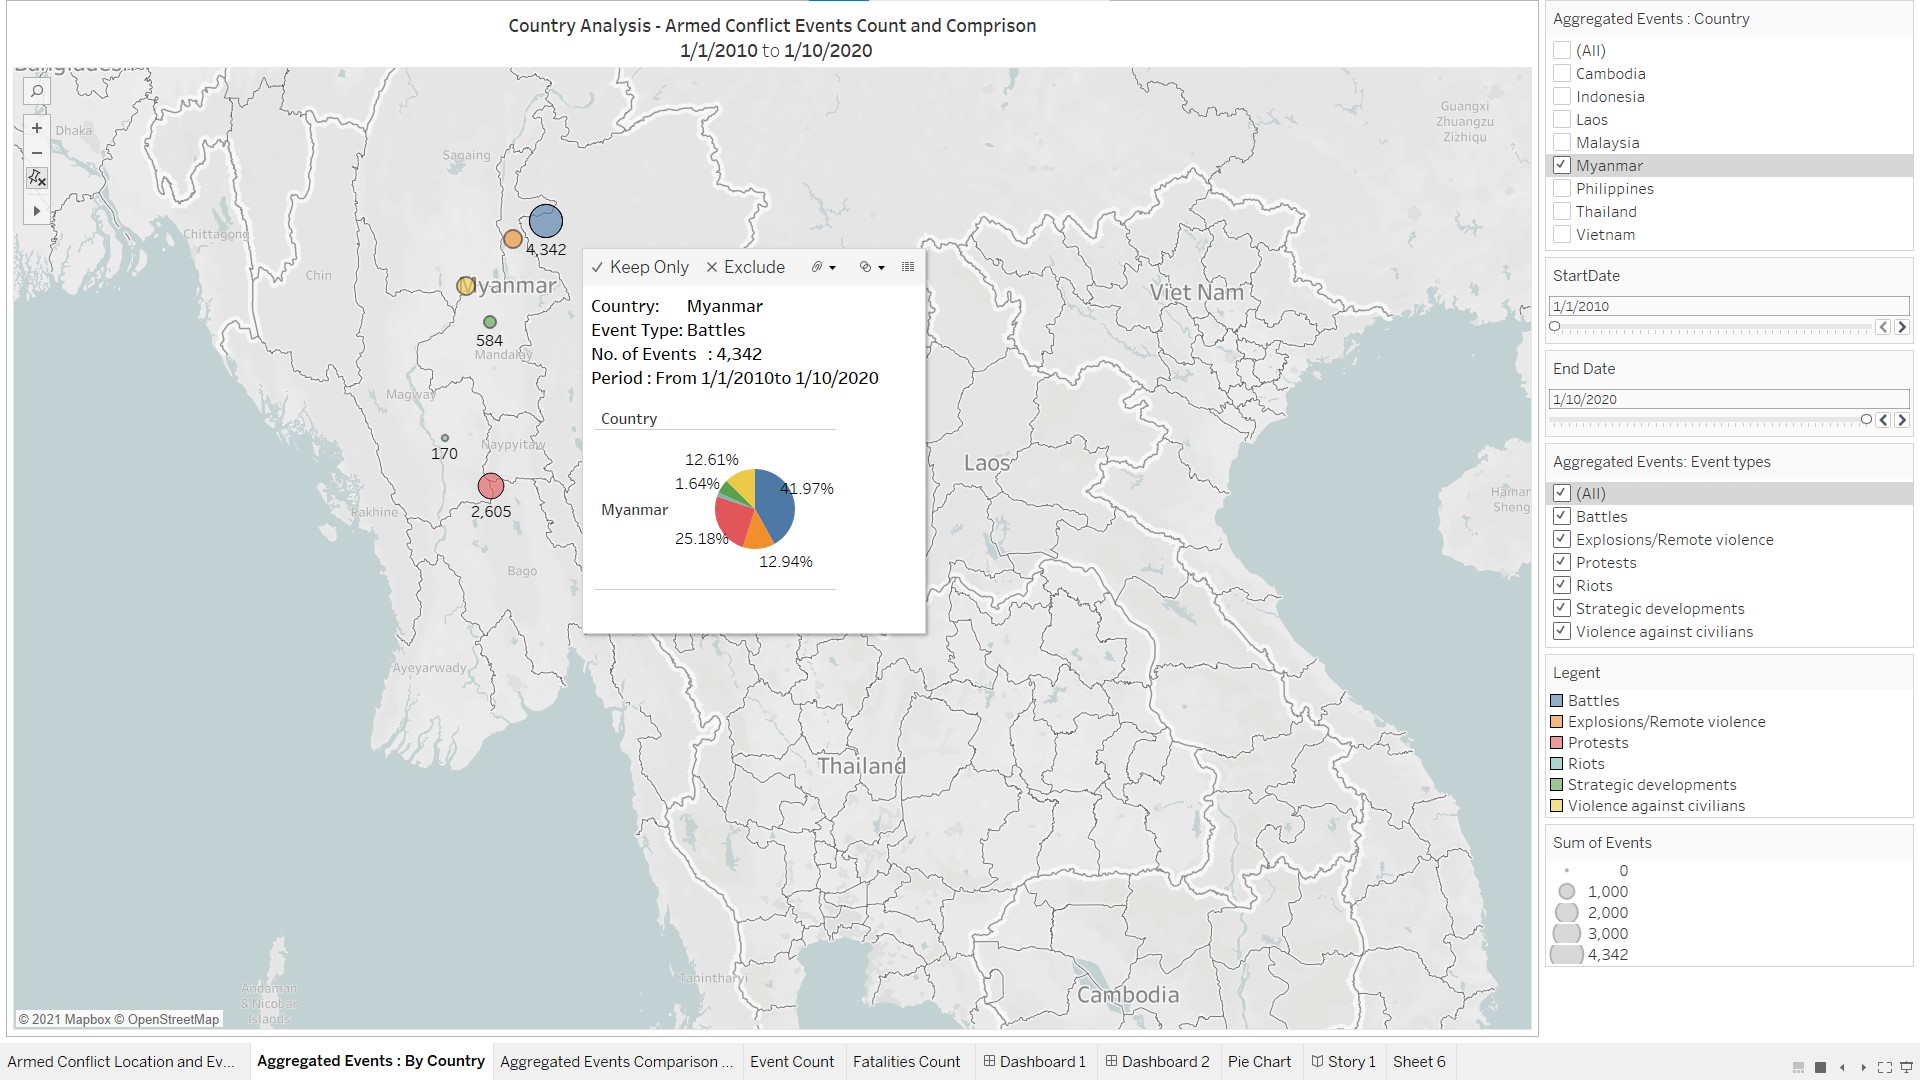 Country Analysis - Armed Conflict Events Count and Comprison
1/1/2010 to 1/10/2020
Dhaka
Sagaing
Guangxi
Zhuangzu
Zizhiqu
Chittagong
Chin
4,342
Myanmar
584
Mandalay
Magway
170
Naypyitaw
2,605
Rakhine
Bago
Ayeyarwady
Viet Nam
Laos
Hainan
Sheng
Thailand
Tanintharyi
Cambodia
Andaman
& Nicobar
Islands
© 2021 Mapbox © OpenStreetMap
Keep Only
Exclude
Country: Myanmar
Event Type: Battles
No. of Events : 4,342
Period : From 1/1/2010to 1/10/2020
Country
12.61%
1.64%
41.97%
Myanmar
25.18%
12.94%
Aggregated Events : Country
(All)
Cambodia
Indonesia
Laos
Malaysia
Myanmar
Philippines
Thailand
Vietnam
StartDate
1/1/2010
End Date
1/10/2020
Aggregated Events: Event types
(All)
Battles
Explosions/Remote violence
Protests
Riots
Strategic developments
Violence against civilians
Legent
Battles
Explosions/Remote violence
Protests
Riots
Strategic developments
Violence against civilians
Sum of Events
0
1,000
2,000
3,000
4,342
Armed Conflict Location and Ev...
Aggregated Events : By Country
Aggregated Events Comparison ...
Event Count
Fatalities Count
Dashboard 1
Dashboard 2
Pie Chart
Story 1
Sheet 6